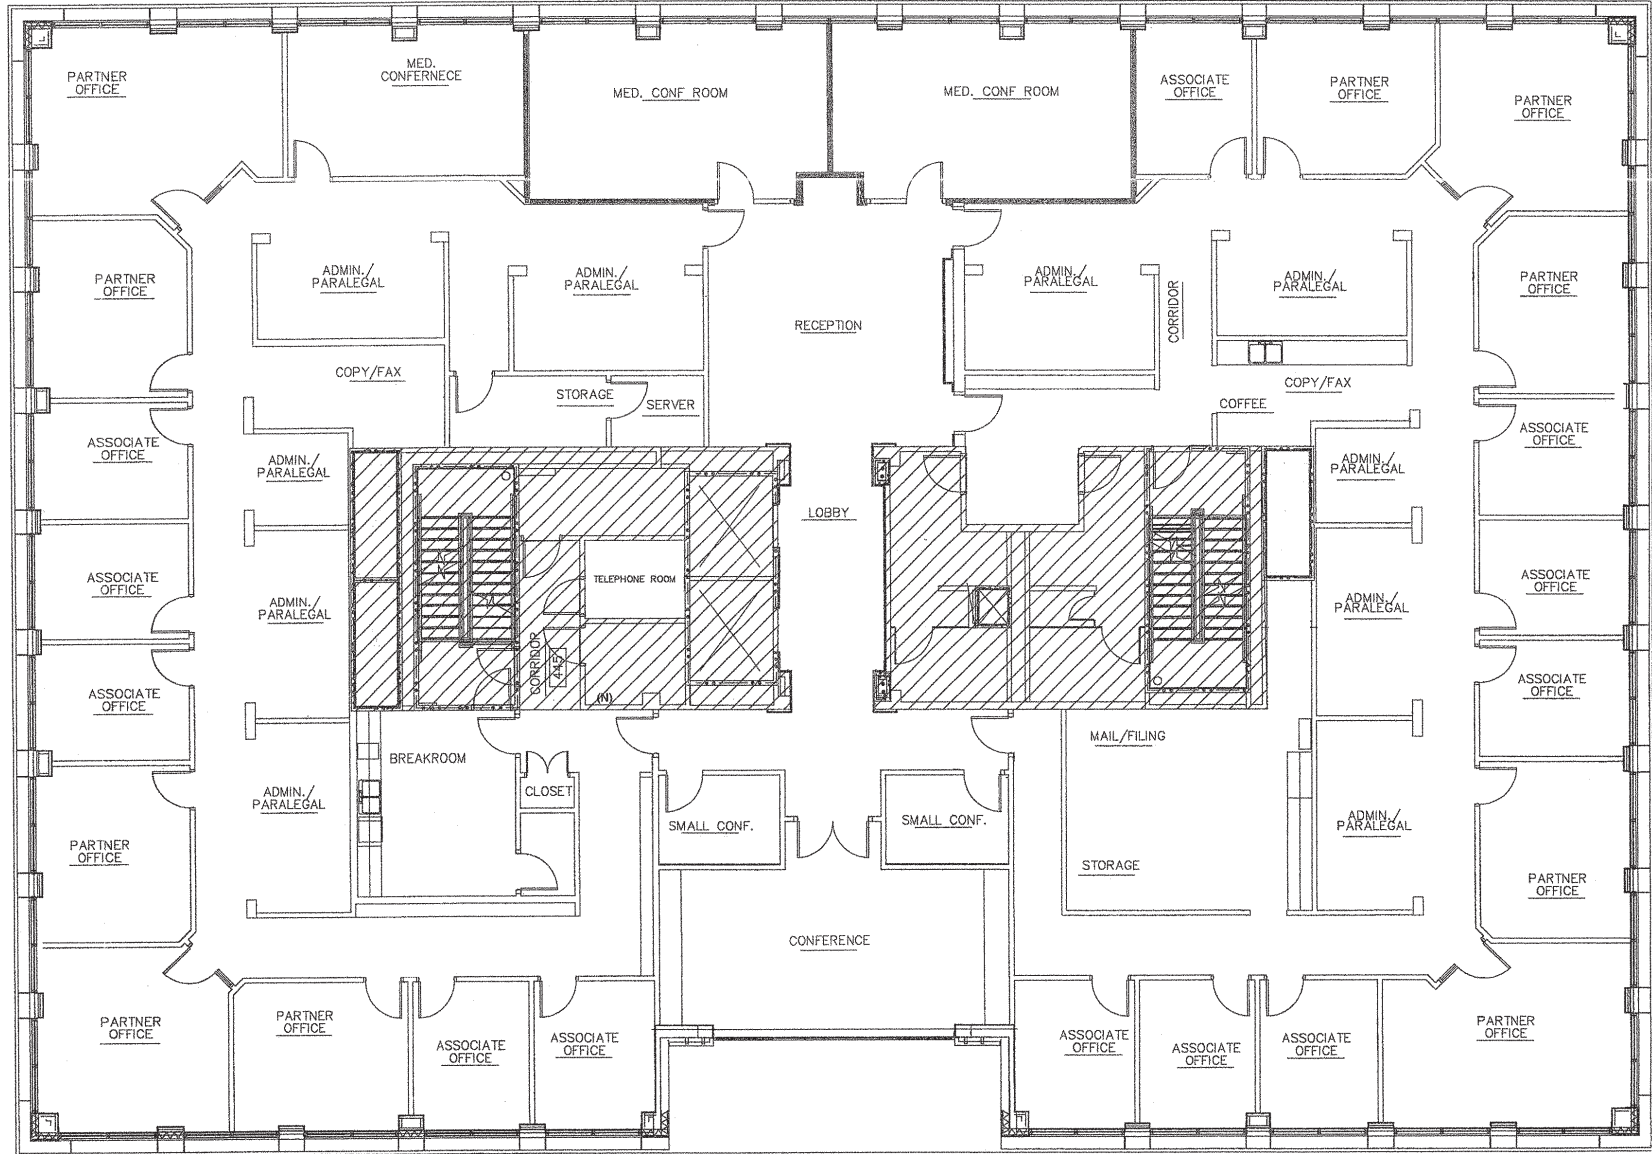 PARTNER
OFFICE
MED.
CONFERNECE
MED. CONF ROOM
MED. CONF ROOM
ASSOCIATE
OFFICE
PARTNER
OFFICE
PARTNER
OFFICE
PARTNER
OFFICE
ADMIN./
PARALEGAL
ADMIN./
PARALEGAL
RECEPTION
ADMIN./
PARALEGAL
CORRIDOR
ADMIN./
PARALEGAL
PARTNER
OFFICE
COPY/FAX
STORAGE
SERVER
COPY/FAX
COFFEE
ASSOCIATE
OFFICE
ADMIN./
PARALEGAL
LOBBY
ADMIN./
PARALEGAL
ASSOCIATE
OFFICE
ASSOCIATE
OFFICE
ADMIN./
PARALEGAL
TELEPHONE ROOM
ADMIN./
PARALEGAL
ASSOCIATE
OFFICE
CORRIDOR
445
(N)
ASSOCIATE
OFFICE
ASSOCIATE
OFFICE
BREAKROOM
MAIL/FILING
ADMIN./
PARALEGAL
CLOSET
SMALL CONF.
SMALL CONF.
ADMIN./
PARALEGAL
PARTNER
OFFICE
STORAGE
PARTNER
OFFICE
CONFERENCE
PARTNER
OFFICE
PARTNER
OFFICE
ASSOCIATE
OFFICE
ASSOCIATE
OFFICE
ASSOCIATE
OFFICE
ASSOCIATE
OFFICE
ASSOCIATE
OFFICE
PARTNER
OFFICE